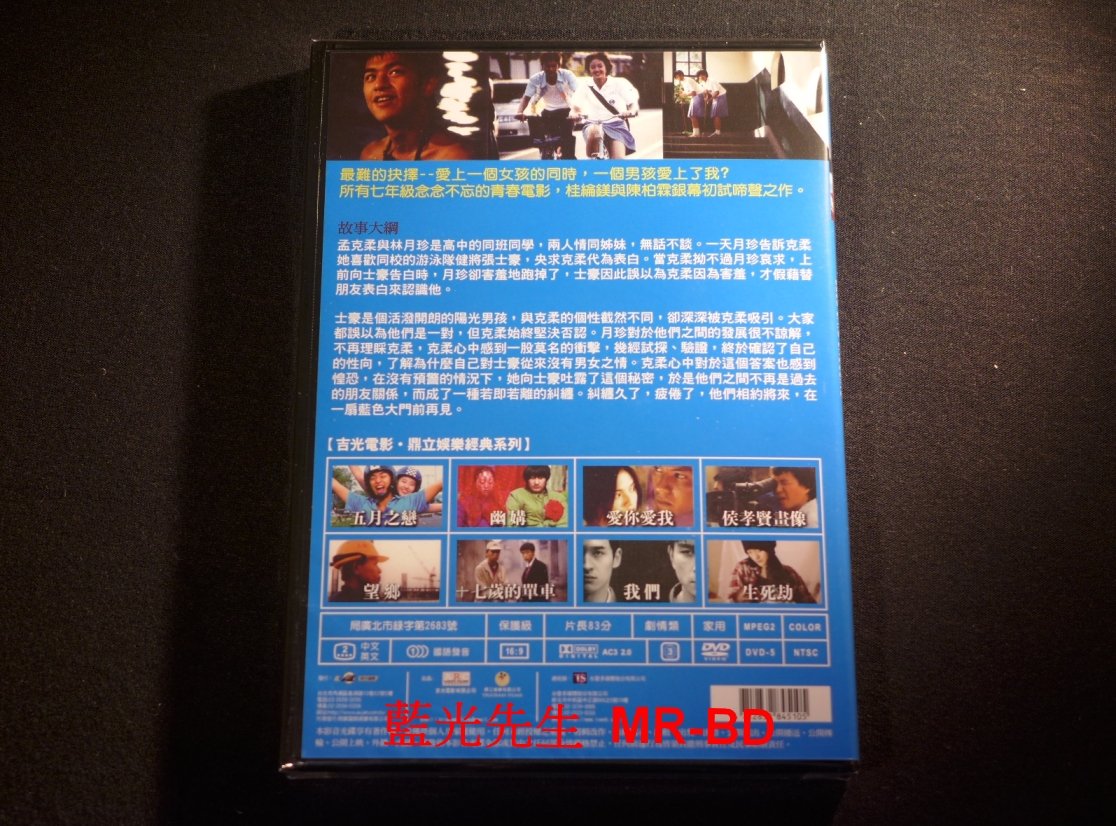 最難的抉擇--愛上一個女孩的同時，一個男孩愛上了我?
所有七年級念念不忘的青春電影，桂綸鎂與陳柏霖銀幕初試啼聲之作。
故事大綱
孟克柔與林月珍是高中的同班同學，兩人情同姊妹，無話不談。一天月珍告訴克柔
她喜歡同校的游泳隊健將張士豪，央求克柔代為表白。當克柔拗不過月珍哀求，上
前向士豪告白時，月珍卻害羞地跑掉了，士豪因此誤以為克柔因為害羞，才假藉替
朋友表白來認識他。
士豪是個活潑開朗的陽光男孩，與克柔的個性截然不同，卻深深被克柔吸引。大家
都誤以為他們是一對，但克柔始終堅決否認。月珍對於他們之間的發展很不諒解，
不再理睬克柔，克柔心中感到一股莫名的衝擊，幾經試探、驗證，終於確認了自己
的性向，了解為什麼自己對士豪從來沒有男女之情。克柔心中對於這個答案也感到
惶恐，在沒有預警的情況下，她向士豪吐露了這個秘密，於是他們之間不再是過去
的朋友關係，而成了一種若即若離的糾纏。糾纏久了，疲倦了，他們相約將來，在
一扇藍色大門前再見。
【吉光電影·鼎立娛樂經典系列】
五月之戀 幽媾 愛你愛我 侯孝賢畫像
望鄉 十七歲的單車 我們 生死劫
局廣北市錄字第2683號 保護級 片長83分 劇情類 家用 MPEG2 COLOR
2 中文 英文 國語發音 16:9 DOLBY DIGITAL AC3 2.0 3 DVD VIDEO DVD-5 NTSC
藍光先生 MR-BD